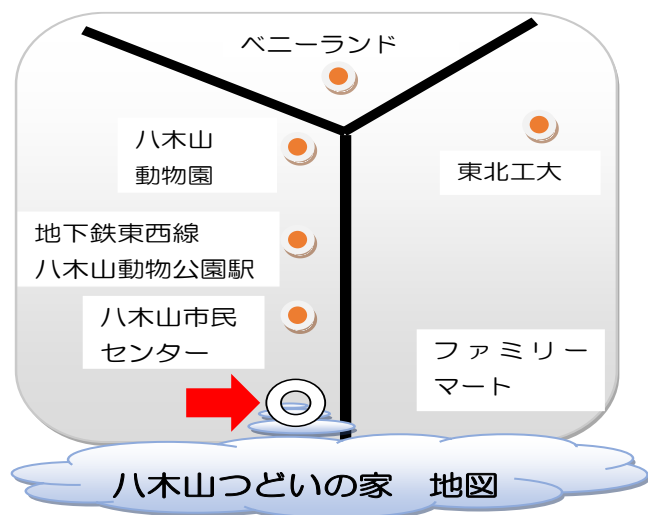 ベニーランド
八木山
動物園
東北工大
地下鉄東西線
八木山動物公園駅
八木山市民
センター
ファミリー
マート
八木山つどいの家　地図